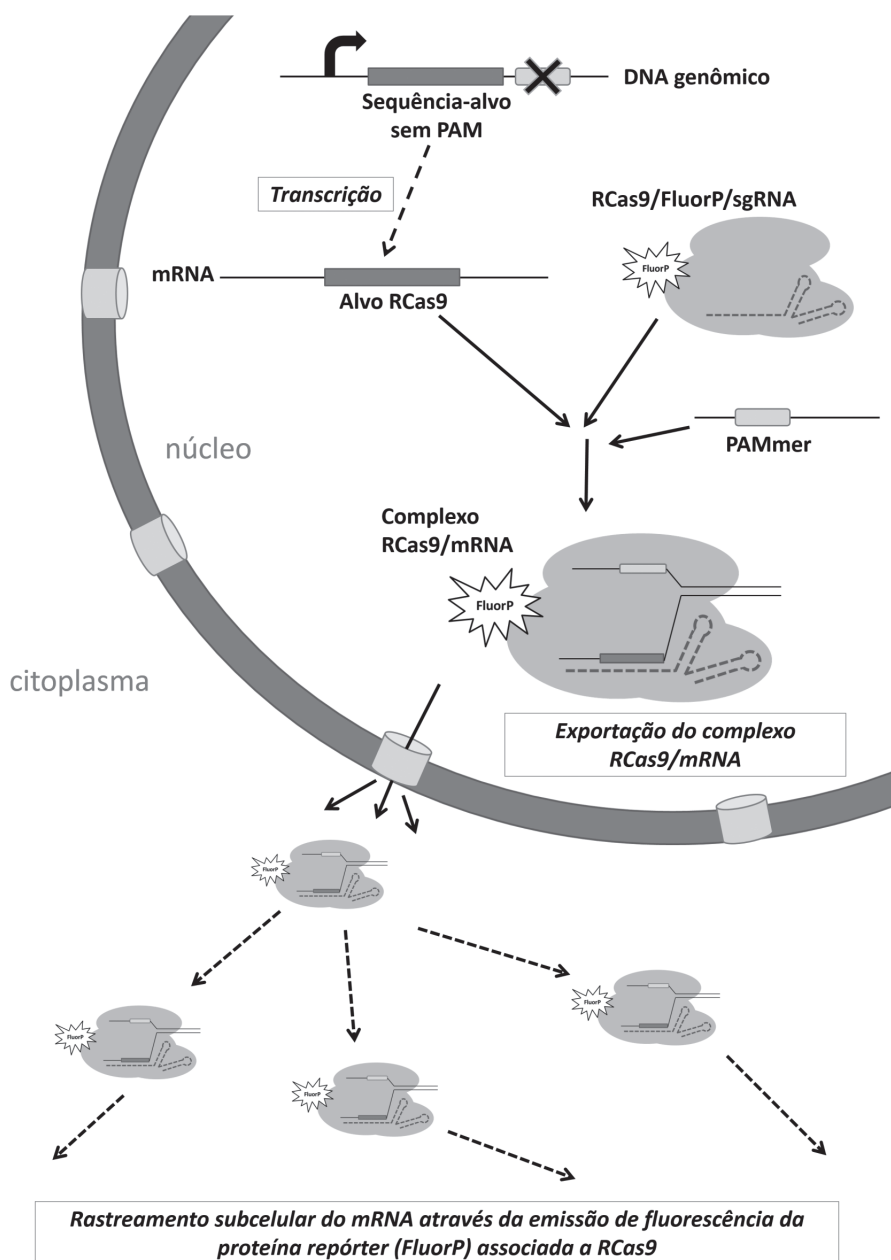 DNA genômico
Sequência-alvo
sem PAM
Transcrição
RCas9/FluorP/sgRNA
FluorP
mRNA
Alvo RCas9
PAMmer
núcleo
Complexo
RCas9/mRNA
FluorP
citoplasma
Exportação do complexo
RCas9/mRNA
FluorP
FluorP
FluorP
FluorP
Rastreamento subcelular do mRNA através da emissão de fluorescência da
proteína repórter (FluorP) associada a RCas9